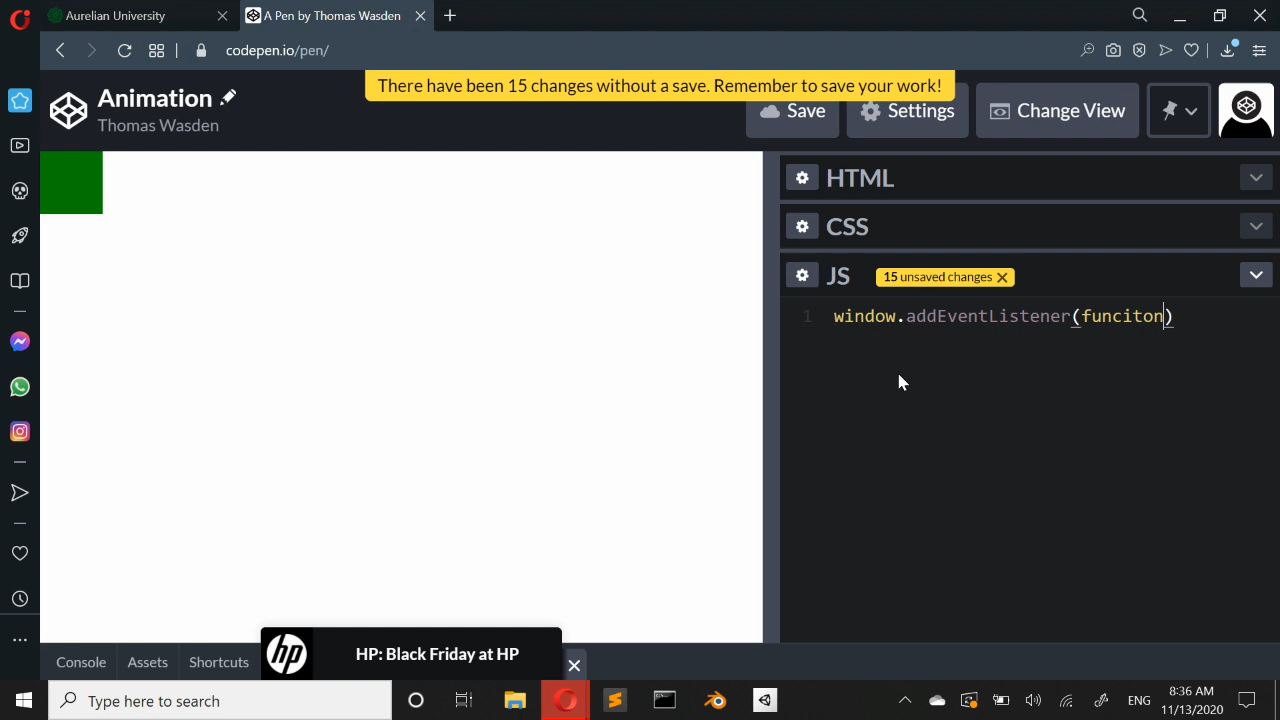 Aurelian University
A Pen by Thomas Wasden
codepen.io/pen/
There have been 15 changes without a save. Remember to save your work!
Animation
Thomas Wasden
Save
Settings
Change View
HTML
CSS
JS
15 unsaved changes
1 window.addEventListener(funciton)
Console
Assets
Shortcuts
hp
HP: Black Friday at HP
Type here to search
ENG
8:36 AM
11/13/2020